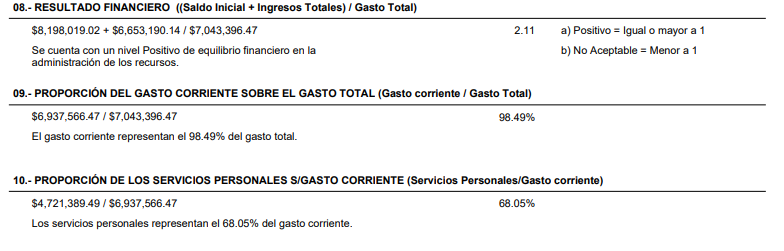 08.- RESULTADO FINANCIERO ((Saldo Inicial + Ingresos Totales) / Gasto Total)
$8,198,019.02 + $6,653,190.14 / $7,043,396.47 2.11 a) Positivo = Igual o mayor a 1
Se cuenta con un nivel Positivo de equilibrio financiero en la b) No Aceptable = Menor a 1
administración de los recursos.
09.- PROPORCIÓN DEL GASTO CORRIENTE SOBRE EL GASTO TOTAL (Gasto corriente / Gasto Total)
$6,937,566.47 / $7,043,396.47 98.49%
El gasto corriente representan el 98.49% del gasto total.
10.- PROPORCIÓN DE LOS SERVICIOS PERSONALES S/GASTO CORRIENTE (Servicios Personales/Gasto corriente)
$4,721,389.49 / $6,937,566.47 68.05%
Los servicios personales representan el 68.05% del gasto corriente.